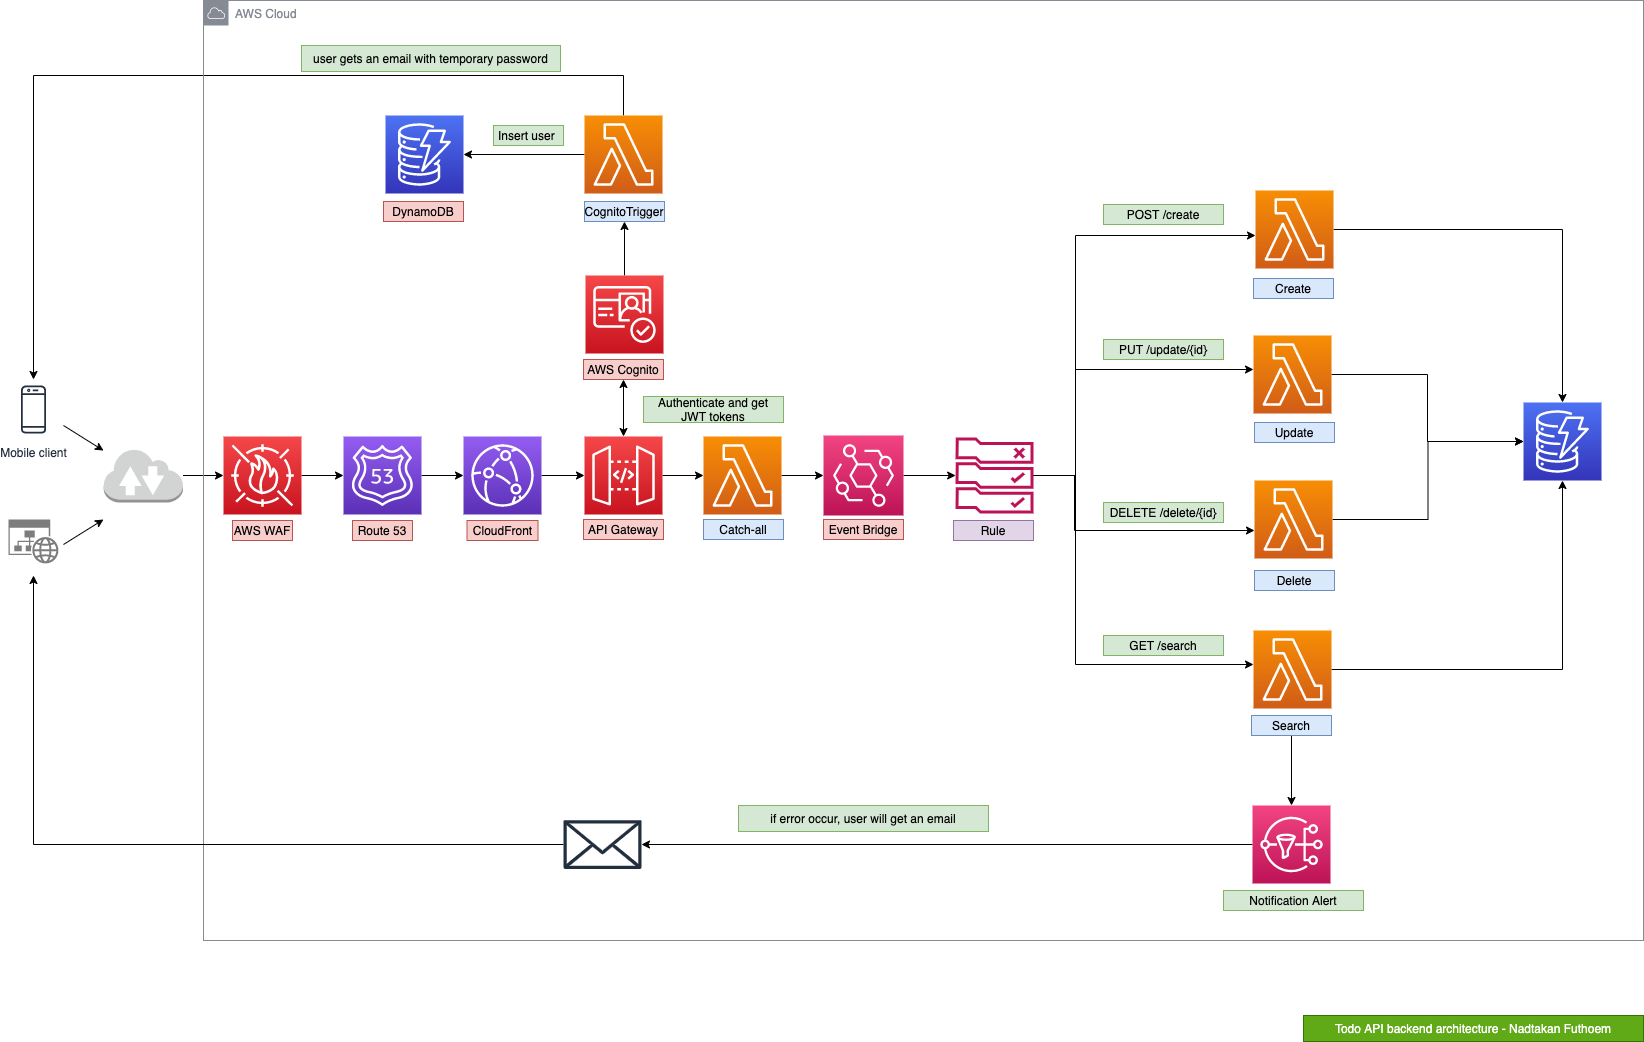 AWS Cloud
user gets an email with temporary password
Insert user
DynamoDB
CognitoTrigger
POST /create
Create
AWS Cognito
PUT /update/{id}
Authenticate and get
JWT tokens
Update
Mobile client
53
</>
AWS WAF
Route 53
CloudFront
API Gateway
Catch-all
Event Bridge
Rule
DELETE /delete/{id}
Delete
GET /search
Search
if error occur, user will get an email
Notification Alert
Todo API backend architecture - Nadtakan Futhoem